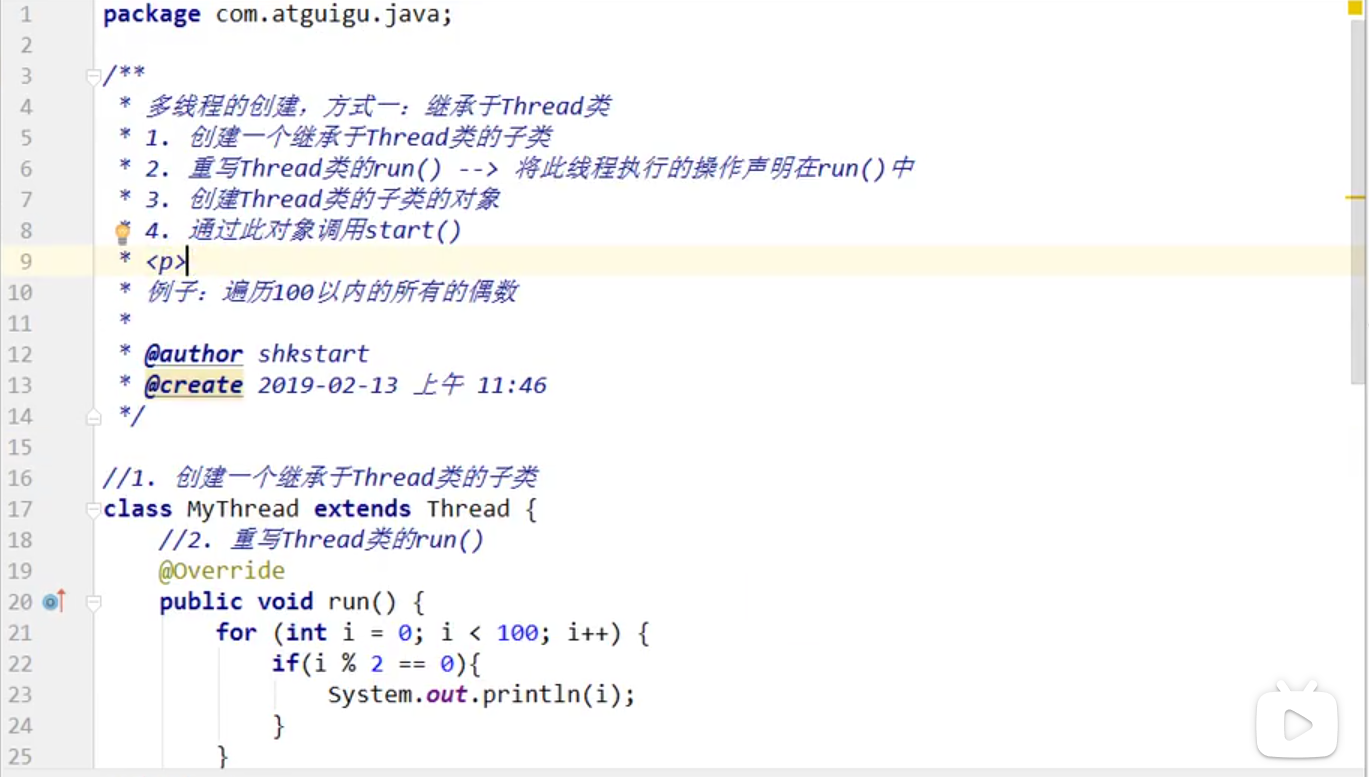 1 package com.atguigu.java;
2
3 /**
4 * 多线程的创建，方式一：继承于Thread类
5 * 1. 创建一个继承于Thread类的子类
6 * 2. 重写Thread类的run() --> 将此线程执行的操作声明在run()中
7 * 3. 创建Thread类的子类的对象
8 * 4. 通过此对象调用start()
9 * <p>
10 * 例子：遍历100以内的所有的偶数
11 *
12 * @author shkstart
13 * @create 2019-02-13 上午 11:46
14 */
15
16 //1. 创建一个继承于Thread类的子类
17 class MyThread extends Thread {
18 //2. 重写Thread类的run()
19 @Override
20 public void run() {
21 for (int i = 0; i < 100; i++) {
22 if(i % 2 == 0){
23 System.out.println(i);
24 }
25 }